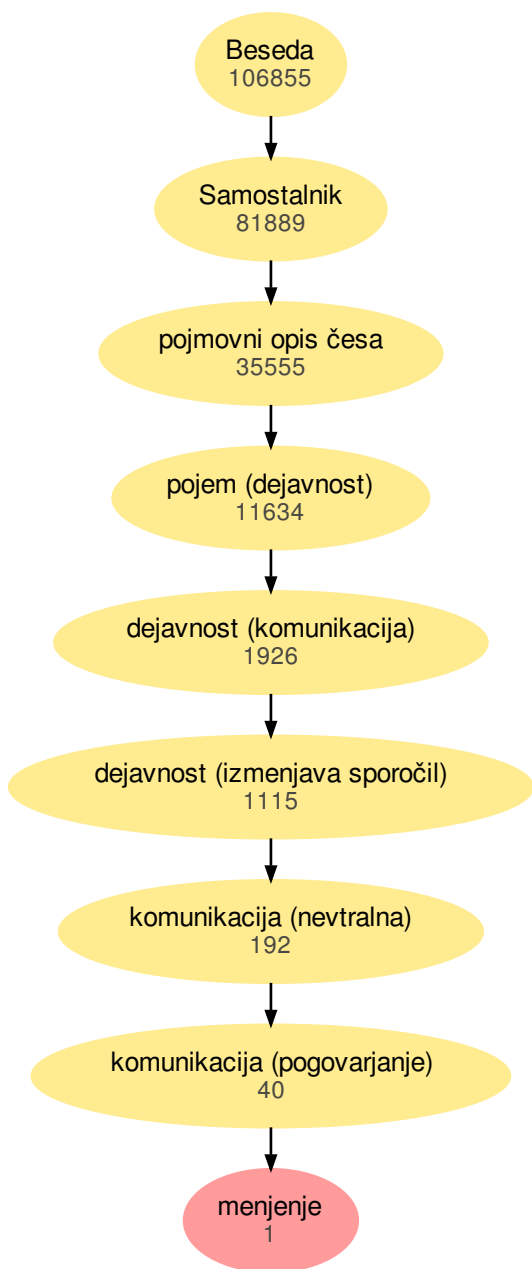 Beseda
106855
Samostalnik
81889
pojmovni opis česa
35555
pojem (dejavnost)
11634
dejavnost (komunikacija)
1926
dejavnost (izmenjava sporočil)
1115
komunikacija (nevtralna)
192
komunikacija (pogovarjanje)
40
menjenje
1